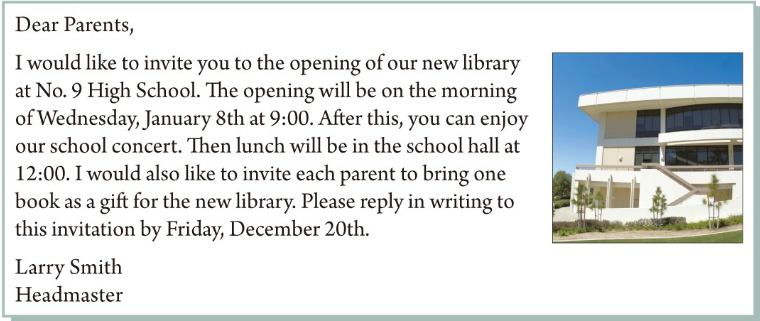 Dear Parents,
I would like to invite you to the opening of our new library
at No. 9 High School. The opening will be on the morning
of Wednesday, January 8th at 9:00. After this, you can enjoy
our school concert. Then lunch will be in the school hall at
12:00. I would also like to invite each parent to bring one
book as a gift for the new library. Please reply in writing to
this invitation by Friday, December 20th.
Larry Smith
Headmaster